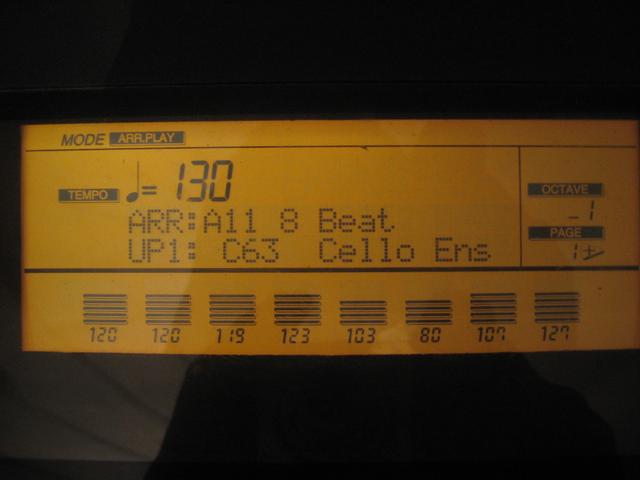 MODE ARR.PLAY
TEMPO ♩= 130
OCTAVE
-1
ARR:A11 8 Beat
PAGE
UP1: C63 Cello Ens
1+
120 120 119 123 103 80 107 127